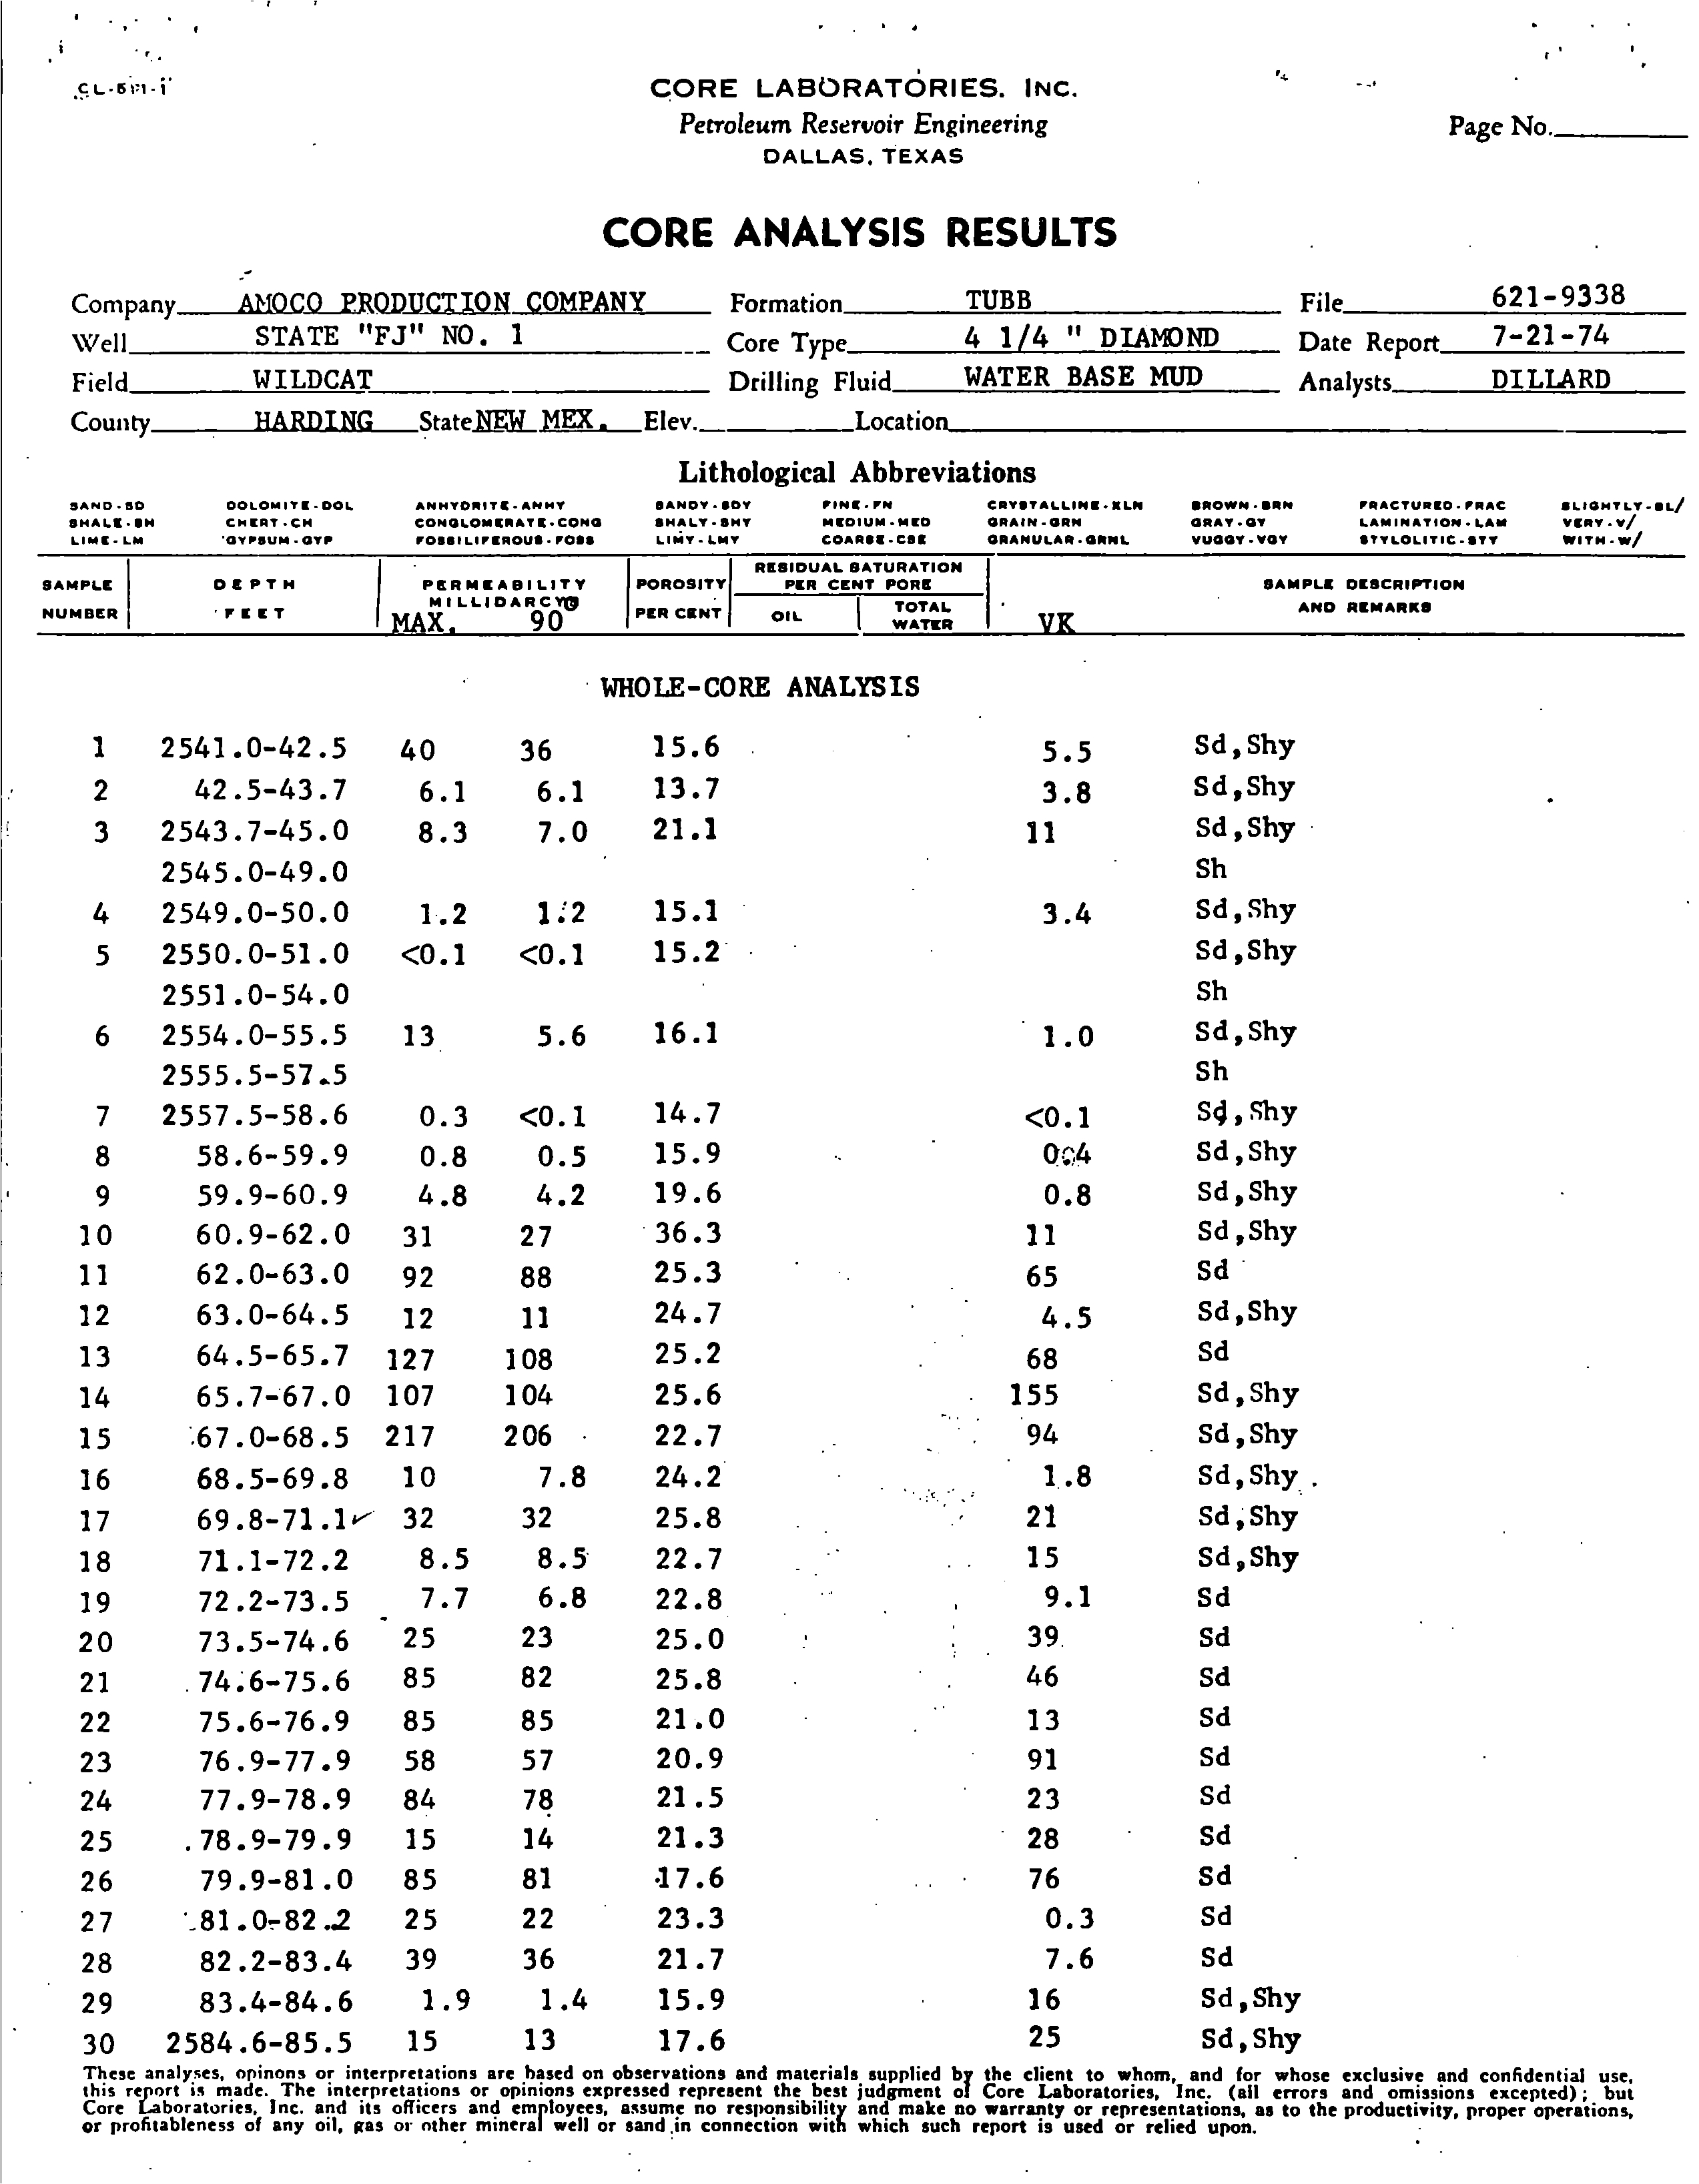 CORE LABORATORIES, INC.
Petroleum Reservoir Engineering
Page No.
DALLAS, TEXAS
CORE ANALYSIS RESULTS
Company AMOCO PRODUCTION COMPANY Formation TUBB File 621-9338
Well STATE "FJ" NO. 1 Core Type 4 1/4 " DIAMOND Date Report 7-21-74
Field WILDCAT Drilling Fluid WATER BASE MUD Analysts DILLARD
County HARDING State NEW MEX. Elev. Location
Lithological Abbreviations
SAND - SD DOLOMITE - DOL ANHYDRITE - ANHY SANDY - SDY FINE - FN CRYSTALLINE - XLN BROWN - BRN FRACTURED - FRAC SLIGHTLY - SL/
SHALE - SH CHERT - CH CONGLOMERATE - CONG SHALY - SHY MEDIUM - MED GRAIN - GRN GRAY - GY LAMINATION - LAM VERY - V/
LIME - LM GYPSUM - GYP FOSSILIFEROUS - FOSS LIMY - LMY COARSE - CSE GRANULAR - GRNL VUGGY - VGY STYLOLITIC - STY WITH - W/
SAMPLE NUMBER DEPTH FEET PERMEABILITY MILLIDARCYS MAX. 90° POROSITY PER CENT RESIDUAL SATURATION PER CENT PORE OIL TOTAL WATER VK SAMPLE DESCRIPTION AND REMARKS
WHOLE-CORE ANALYSIS
1 2541.0-42.5 40 36 15.6 5.5 Sd,Shy
2 42.5-43.7 6.1 6.1 13.7 3.8 Sd,Shy
3 2543.7-45.0 8.3 7.0 21.1 11 Sd,Shy
2545.0-49.0 Sh
4 2549.0-50.0 1.2 1.2 15.1 3.4 Sd,Shy
5 2550.0-51.0 <0.1 <0.1 15.2 Sd,Shy
2551.0-54.0 Sh
6 2554.0-55.5 13 5.6 16.1 1.0 Sd,Shy
2555.5-57.5 Sh
7 2557.5-58.6 0.3 <0.1 14.7 <0.1 Sd,Shy
8 58.6-59.9 0.8 0.5 15.9 0.4 Sd,Shy
9 59.9-60.9 4.8 4.2 19.6 0.8 Sd,Shy
10 60.9-62.0 31 27 36.3 11 Sd,Shy
11 62.0-63.0 92 88 25.3 65 Sd
12 63.0-64.5 12 11 24.7 4.5 Sd,Shy
13 64.5-65.7 127 108 25.2 68 Sd
14 65.7-67.0 107 104 25.6 155 Sd,Shy
15 67.0-68.5 217 206 22.7 94 Sd,Shy
16 68.5-69.8 10 7.8 24.2 1.8 Sd,Shy
17 69.8-71.1 32 32 25.8 21 Sd,Shy
18 71.1-72.2 8.5 8.5 22.7 15 Sd,Shy
19 72.2-73.5 7.7 6.8 22.8 9.1 Sd
20 73.5-74.6 25 23 25.0 39 Sd
21 74.6-75.6 85 82 25.8 46 Sd
22 75.6-76.9 85 85 21.0 13 Sd
23 76.9-77.9 58 57 20.9 91 Sd
24 77.9-78.9 84 78 21.5 23 Sd
25 78.9-79.9 15 14 21.3 28 Sd
26 79.9-81.0 85 81 17.6 76 Sd
27 81.0-82.2 25 22 23.3 0.3 Sd
28 82.2-83.4 39 36 21.7 7.6 Sd
29 83.4-84.6 1.9 1.4 15.9 16 Sd,Shy
30 2584.6-85.5 15 13 17.6 25 Sd,Shy
These analyses, opinons or interpretations are based on observations and materials supplied by the client to whom, and for whose exclusive and confidential use,
this report is made. The interpretations or opinions expressed represent the best judgment of Core Laboratories, Inc. (all errors and omissions excepted); but
Core Laboratories, Inc. and its officers and employees, assume no responsibility and make no warranty or representations, as to the productivity, proper operations,
or profitableness of any oil, gas or other mineral well or sand in connection with which such report is used or relied upon.